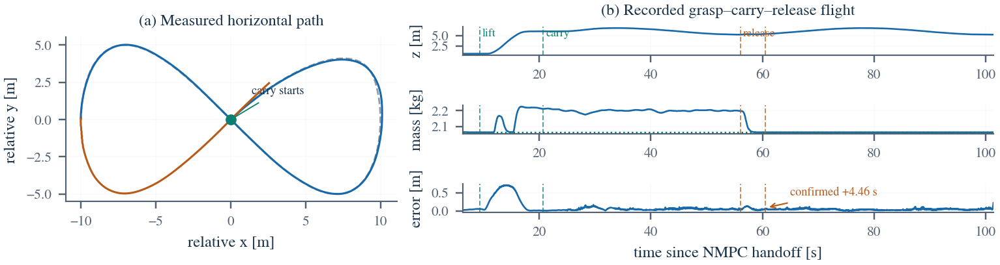 (a) Measured horizontal path
relative y [m]
5.0
2.5
0.0
−2.5
−5.0
carry starts
−10
−5
0
5
10
relative x [m]
(b) Recorded grasp–carry–release flight
z [m]
5.0
2.5
lift
carry
release
20
40
60
80
100
mass [kg]
2.2
2.1
20
40
60
80
100
error [m]
0.5
0.0
confirmed +4.46 s
20
40
60
80
100
time since NMPC handoff [s]